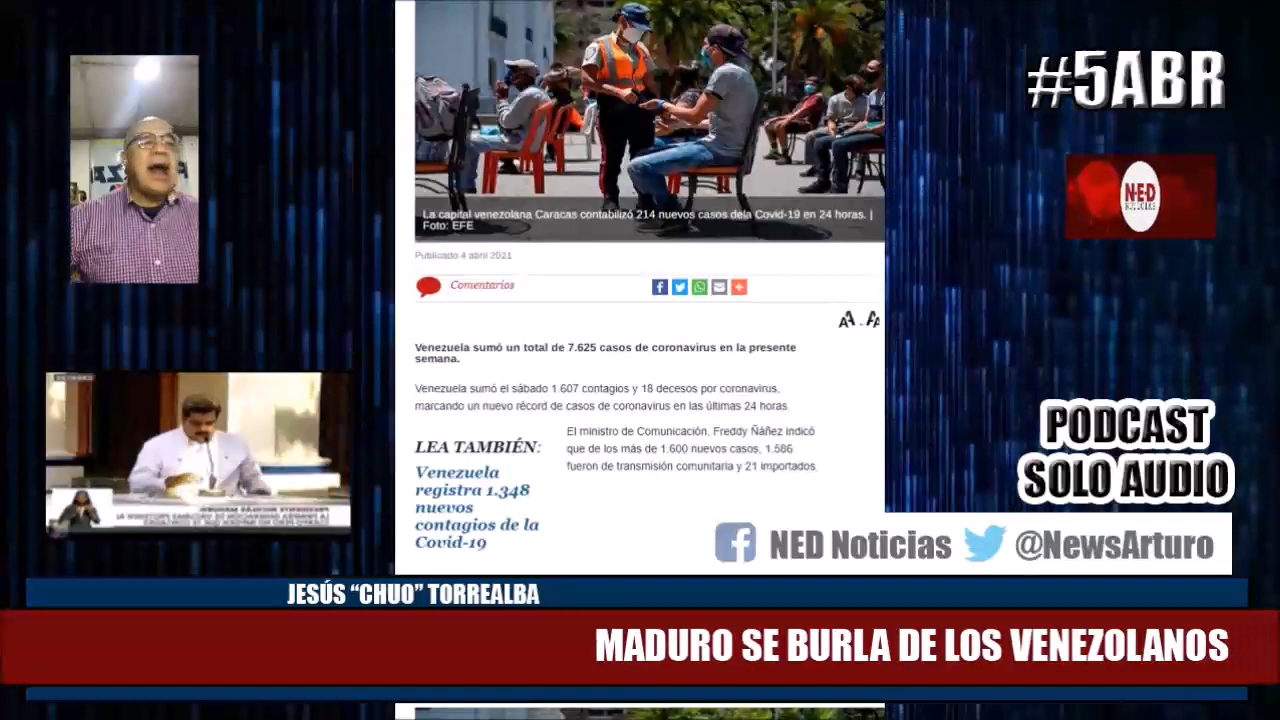 #5ABR
N·E·D
NOTICIAS
La capital venezolana Caracas contabilizó 214 nuevos casos dela Covid-19 en 24 horas. |
Foto: EFE
Publicado 4 abril 2021
Comentarios
Venezuela sumó un total de 7.625 casos de coronavirus en la presente
semana.
Venezuela sumó el sábado 1.607 contagios y 18 decesos por coronavirus,
marcando un nuevo récord de casos de coronavirus en las últimas 24 horas
El ministro de Comunicación, Freddy Ñáñez indicó
que de los más de 1.600 nuevos casos, 1.586
fueron de transmisión comunitaria y 21 importados.
LEA TAMBIÉN:
Venezuela
registra 1.348
nuevos
contagios de la
Covid-19
PODCAST
SOLO AUDIO
NED Noticias @NewsArturo
JESÚS “CHUO” TORREALBA
MADURO SE BURLA DE LOS VENEZOLANOS